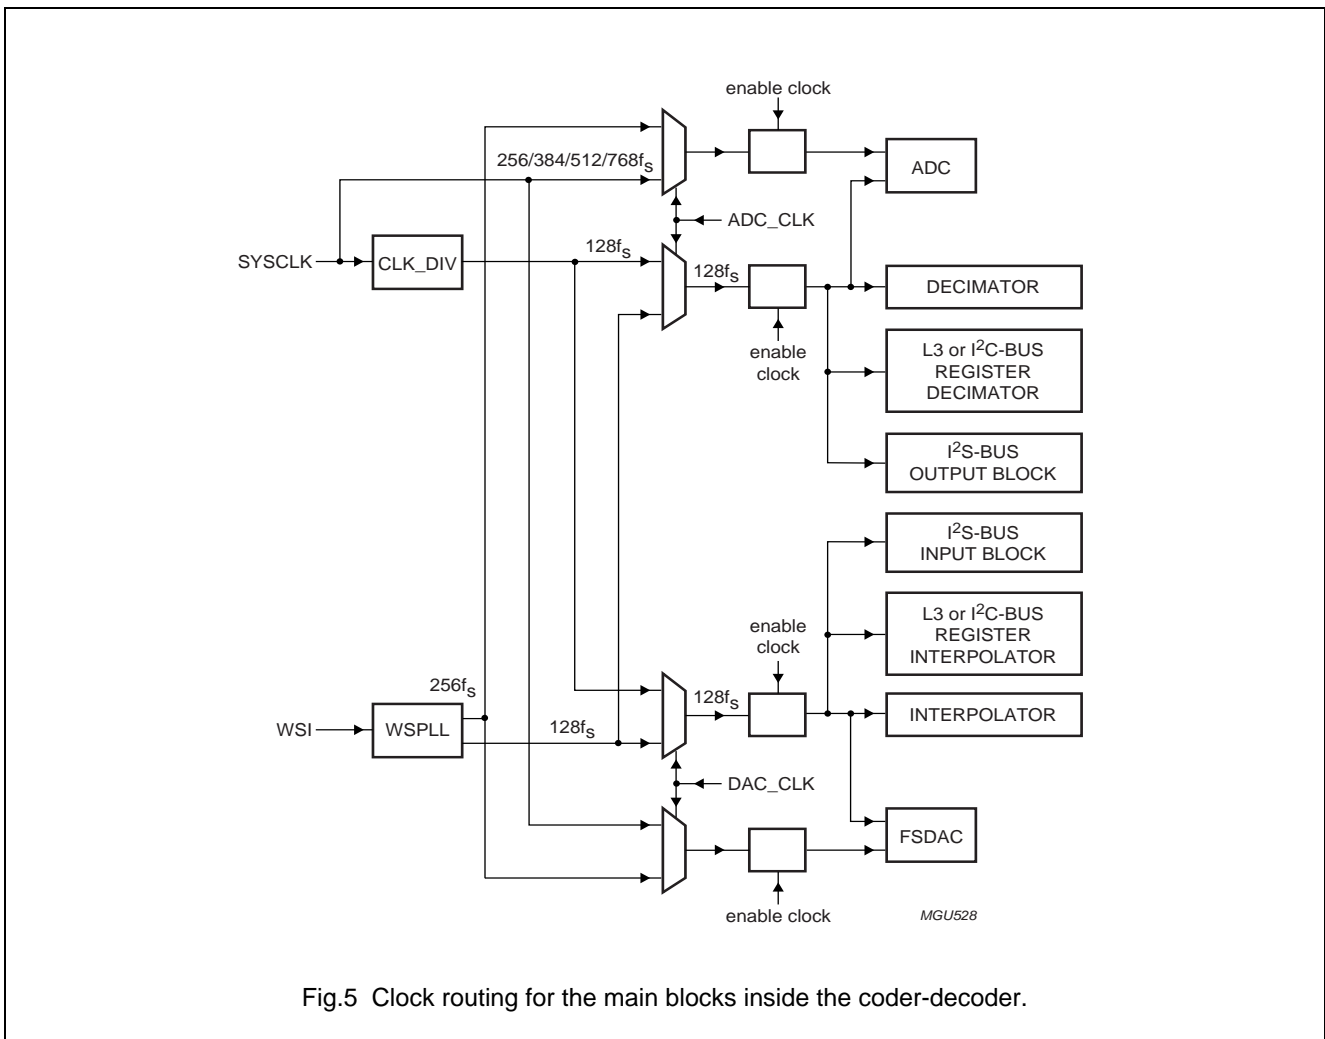 enable clock
256/384/512/768fs
ADC
ADC_CLK
SYSCLK
CLK_DIV
128fs
128fs
DECIMATOR
enable
clock
L3 or I2C-BUS
REGISTER
DECIMATOR
I2S-BUS
OUTPUT BLOCK
I2S-BUS
INPUT BLOCK
enable
clock
L3 or I2C-BUS
REGISTER
INTERPOLATOR
256fs
128fs
INTERPOLATOR
WSI
WSPLL
128fs
DAC_CLK
FSDAC
enable clock
MGU528
Fig.5 Clock routing for the main blocks inside the coder-decoder.